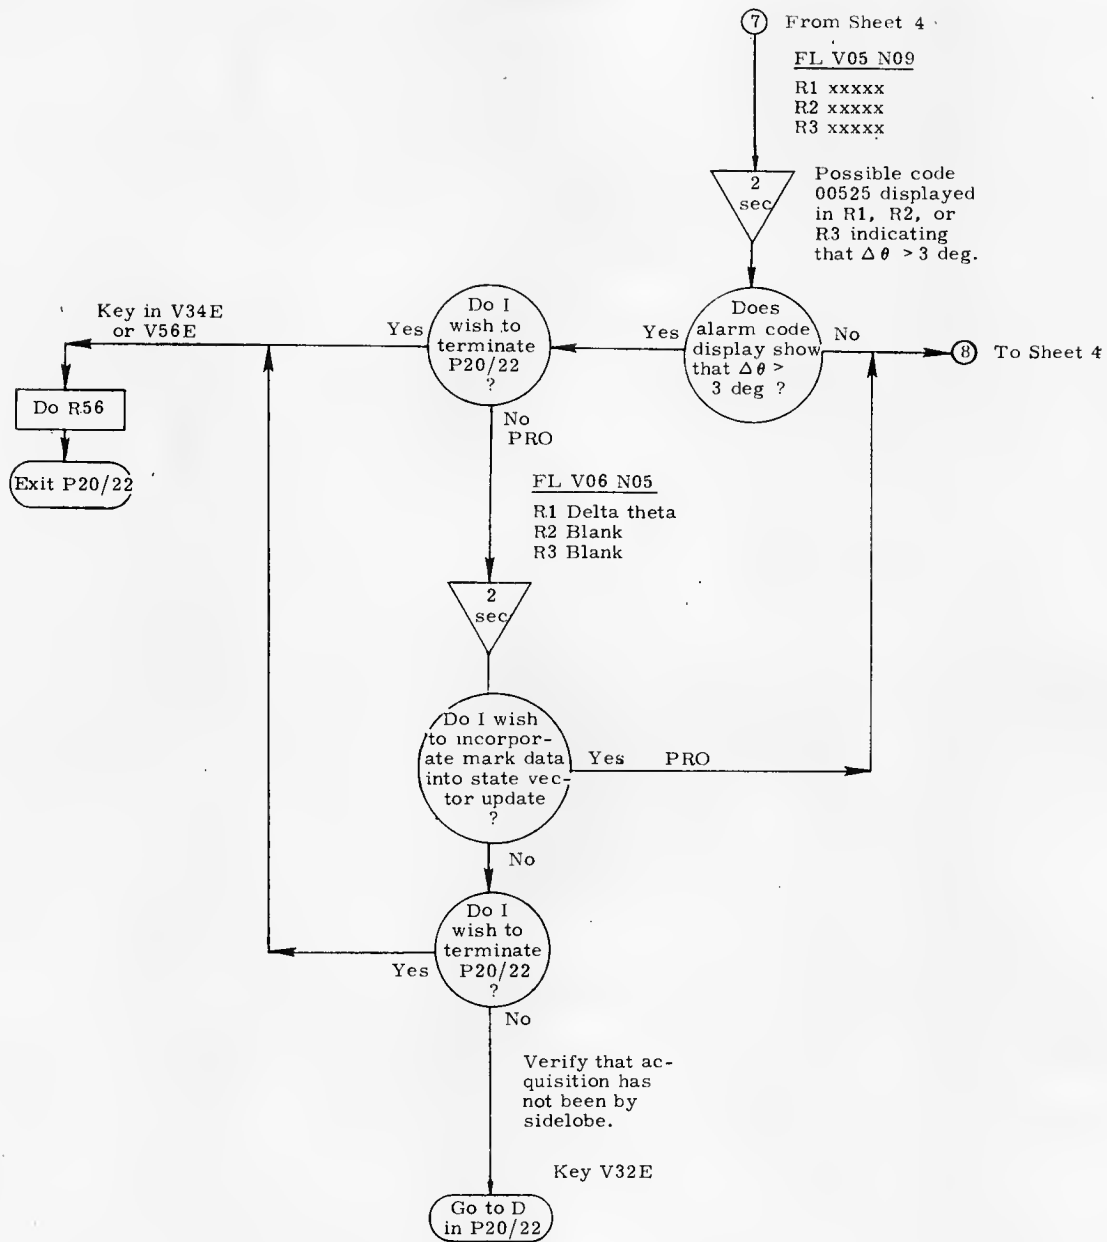 7 From Sheet 4
FL V05 N09
R1 xxxxx
R2 xxxxx
R3 xxxxx
2
sec
Possible code
00525 displayed
in R1, R2, or
R3 indicating
that Δθ > 3 deg.
Key in V34E
or V56E
Yes
Do I
wish to
terminate
P20/22
?
Yes
Does
alarm code
display show
that Δθ >
3 deg ?
No
8 To Sheet 4
Do R56
Exit P20/22
No
PRO
FL V06 N05
R1 Delta theta
R2 Blank
R3 Blank
2
sec
Do I wish
to incorpor-
ate mark data
into state vec-
tor update
?
Yes PRO
No
Do I
wish to
terminate
P20/22
?
Yes
No
Verify that ac-
quisition has
not been by
sidelobe.
Key V32E
Go to D
in P20/22